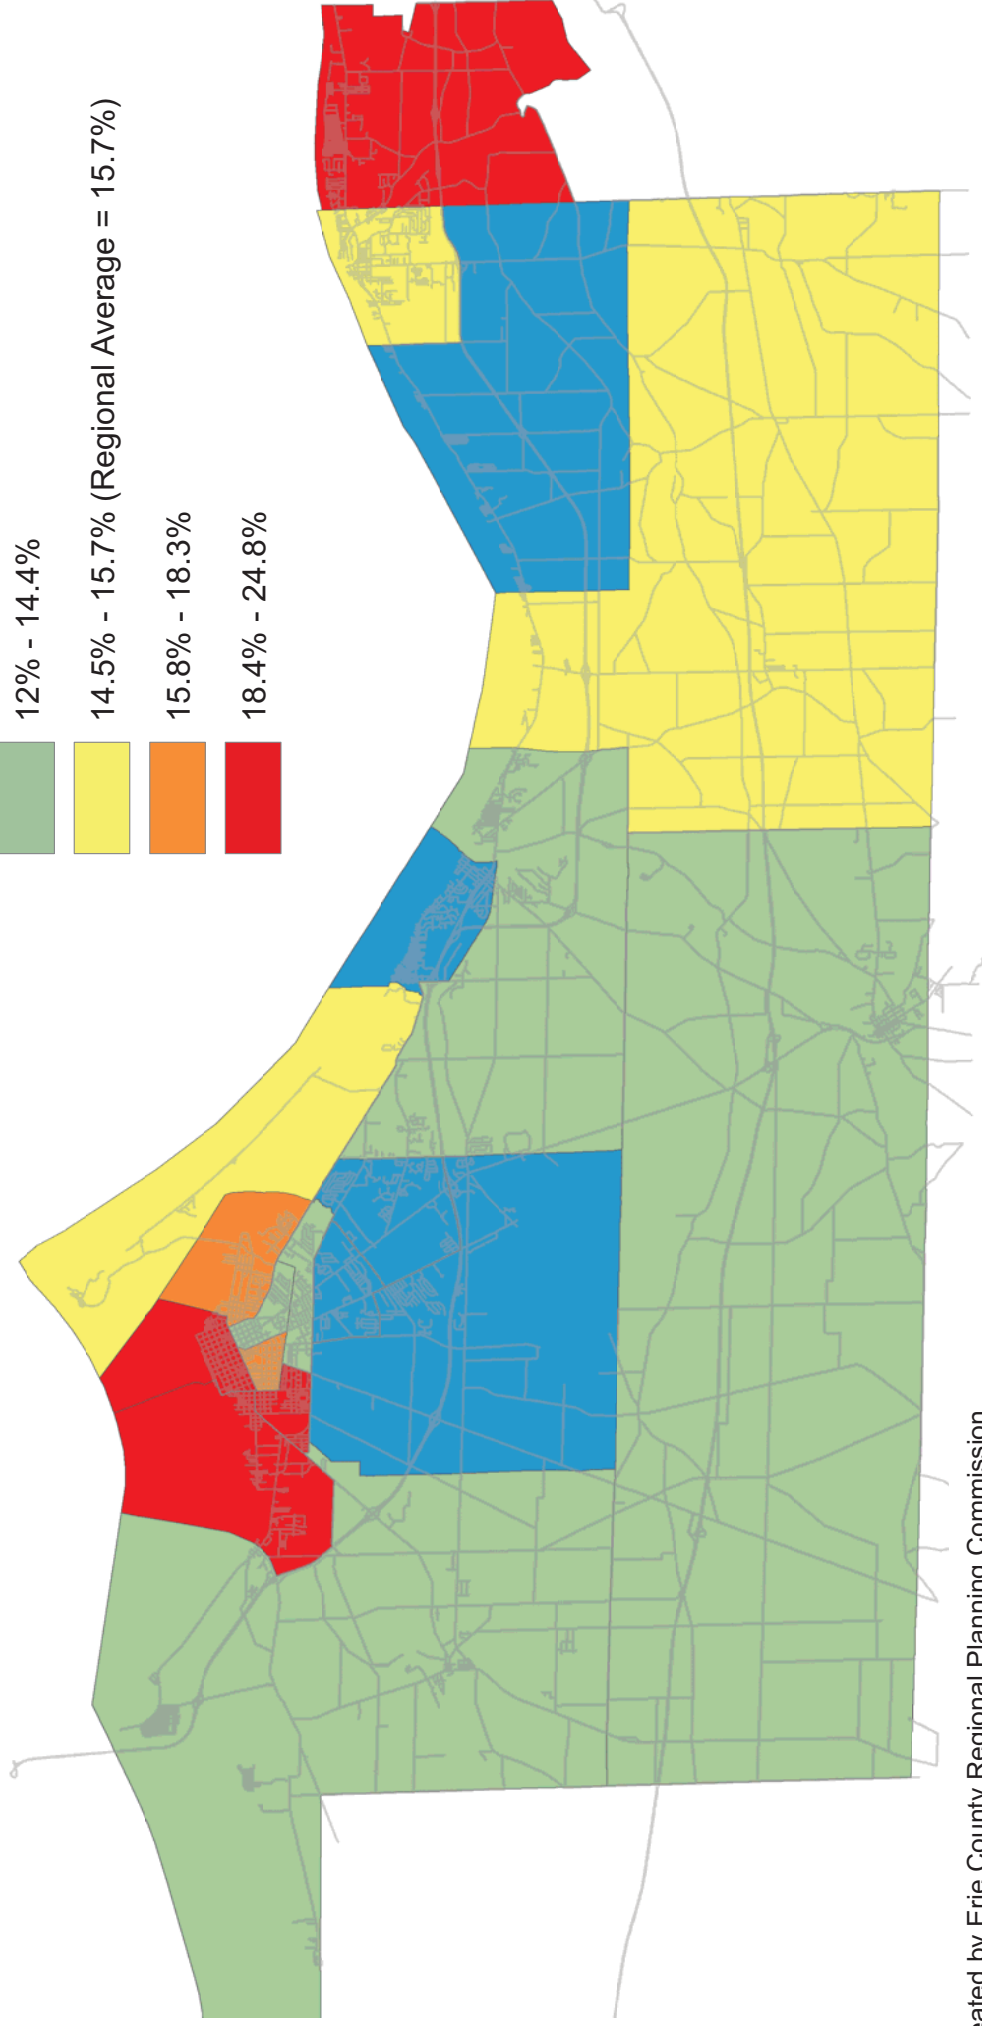 12% - 14.4%
14.5% - 15.7% (Regional Average = 15.7%)
15.8% - 18.3%
18.4% - 24.8%
by Erie County Regional Planning Commission